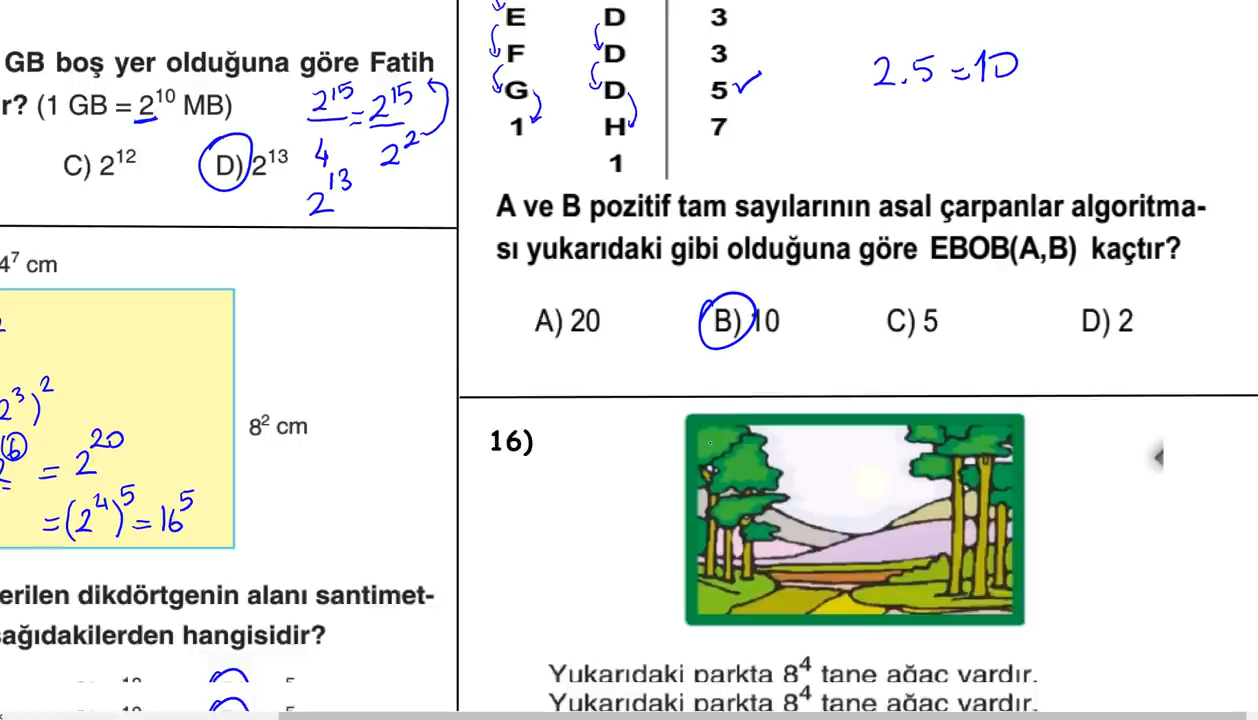 GB boş yer olduğuna göre Fatih
r? (1 GB = 2¹⁰ MB)
2¹⁵/4 = 2¹⁵/2²
2¹³
C) 2¹² D) 2¹³
4⁷ cm
2³)²
= 2²⁰
=(2⁴)⁵=16⁵
8² cm
erilen dikdörtgenin alanı santimet-
şağıdakilerden hangisidir?
E D 3
F D 3
G D 5
1 H 7
1
2.5=10
A ve B pozitif tam sayılarının asal çarpanlar algoritma-
sı yukarıdaki gibi olduğuna göre EBOB(A,B) kaçtır?
A) 20 B) 10 C) 5 D) 2
16)
Yukarıdaki parkta 8⁴ tane ağaç vardır.
Yukarıdaki parkta 8⁴ tane ağaç vardır.